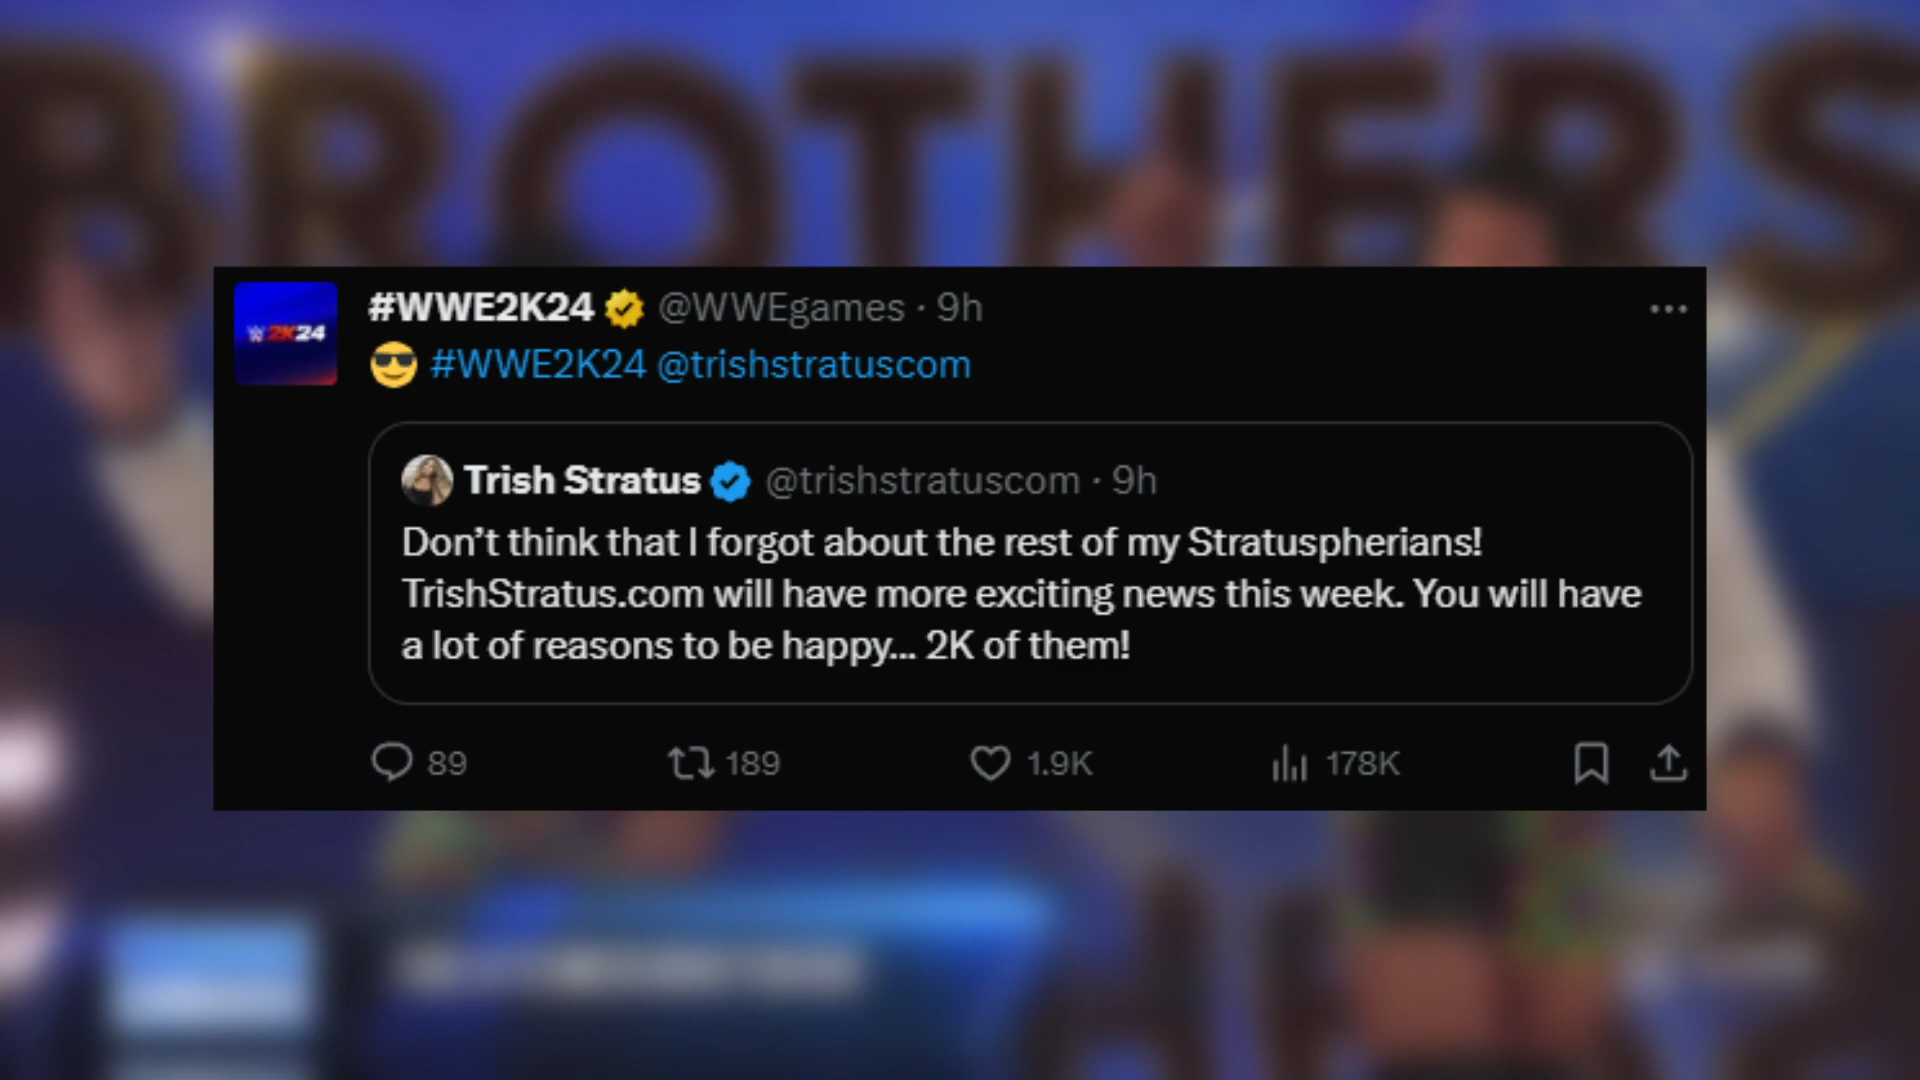 BROTHERS
#WWE2K24 @WWEgames · 9h
W 2K24
😎 #WWE2K24 @trishstratuscom
Trish Stratus @trishstratuscom · 9h
Don’t think that I forgot about the rest of my Stratuspherians!
TrishStratus.com will have more exciting news this week. You will have
a lot of reasons to be happy... 2K of them!
89 189 1.9K 178K